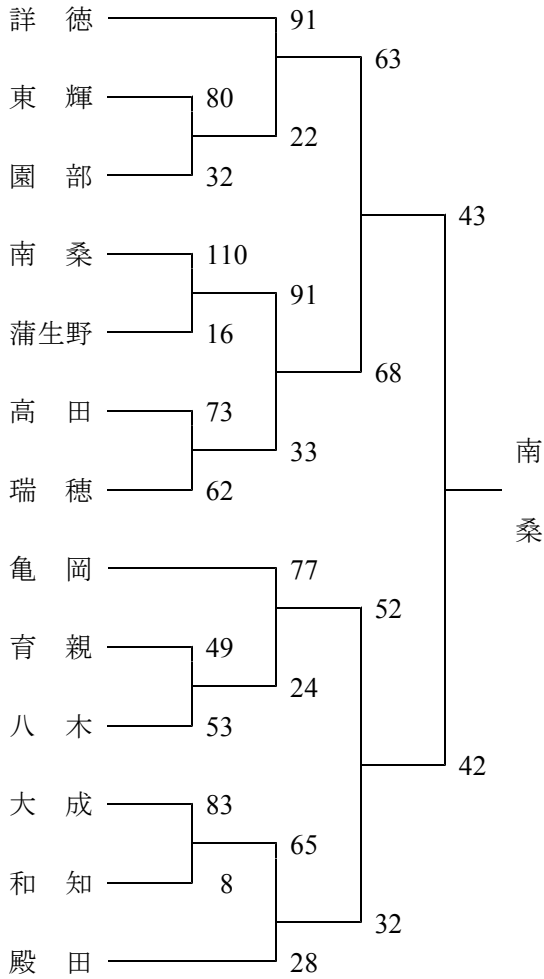 詳　徳 91
63
東　輝 80
22
園　部 32
43
南　桑 110
91
蒲生野 16
68
高　田 73
33
瑞　穂 62
南桑
亀　岡 77
52
育　親 49
24
八　木 53
42
大　成 83
65
和　知 8
32
殿　田 28